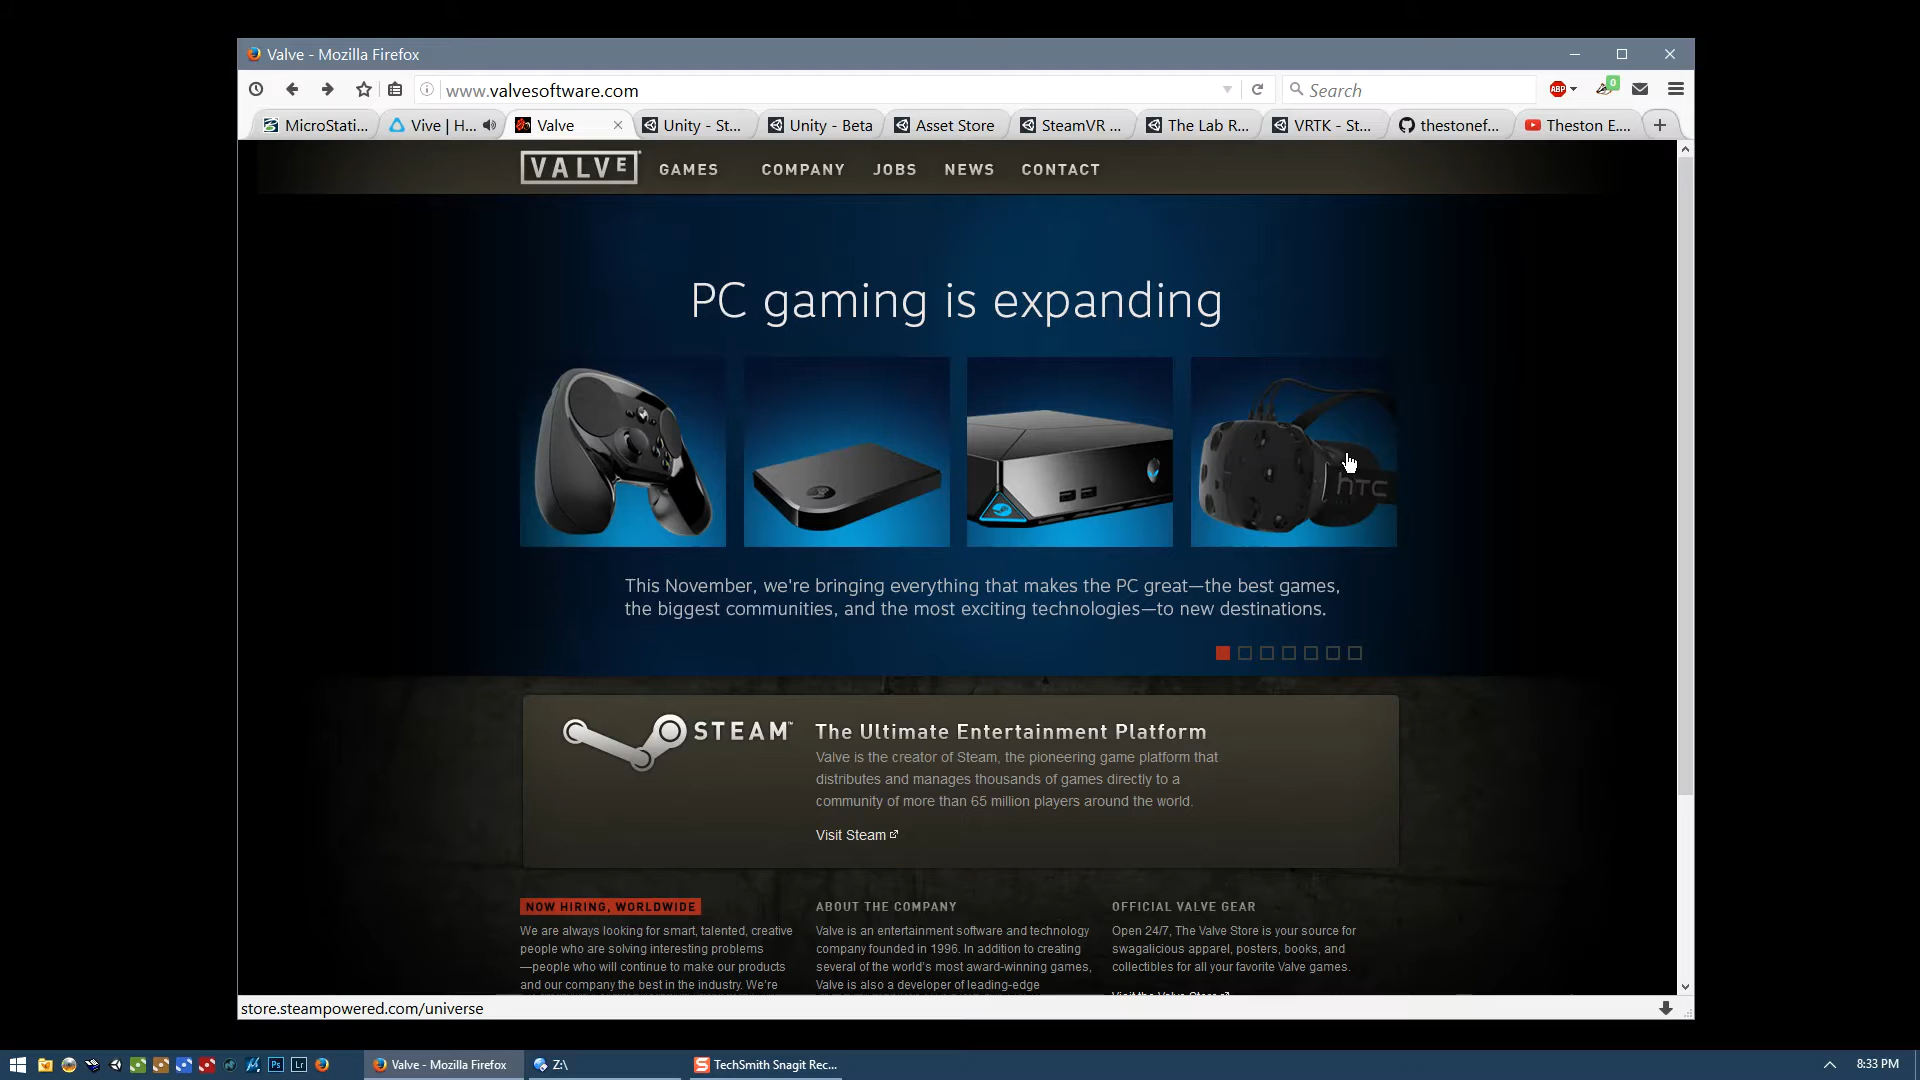 Valve - Mozilla Firefox
www.valvesoftware.com
Search
ABP
0
MicroStati...
Vive | H...
Valve
Unity - St...
Unity - Beta
Asset Store
SteamVR ...
The Lab R...
VRTK - St...
thestonef...
Theston E....
VALVE
GAMES
COMPANY
JOBS
NEWS
CONTACT
PC gaming is expanding
hTC
This November, we're bringing everything that makes the PC great—the best games,
the biggest communities, and the most exciting technologies—to new destinations.
STEAM™
The Ultimate Entertainment Platform
Valve is the creator of Steam, the pioneering game platform that
distributes and manages thousands of games directly to a
community of more than 65 million players around the world.
Visit Steam
NOW HIRING, WORLDWIDE
We are always looking for smart, talented, creative
people who are solving interesting problems
—people who will continue to make our products
and our company the best in the industry. We're
ABOUT THE COMPANY
Valve is an entertainment software and technology
company founded in 1996. In addition to creating
several of the world's most award-winning games,
Valve is also a developer of leading-edge
OFFICIAL VALVE GEAR
Open 24/7, The Valve Store is your source for
swagalicious apparel, posters, books, and
collectibles for all your favorite Valve games.
Visit the Valve Store
store.steampowered.com/universe
Ps
Lr
Valve - Mozilla Firefox
Z:\
TechSmith Snagit Rec...
8:33 PM